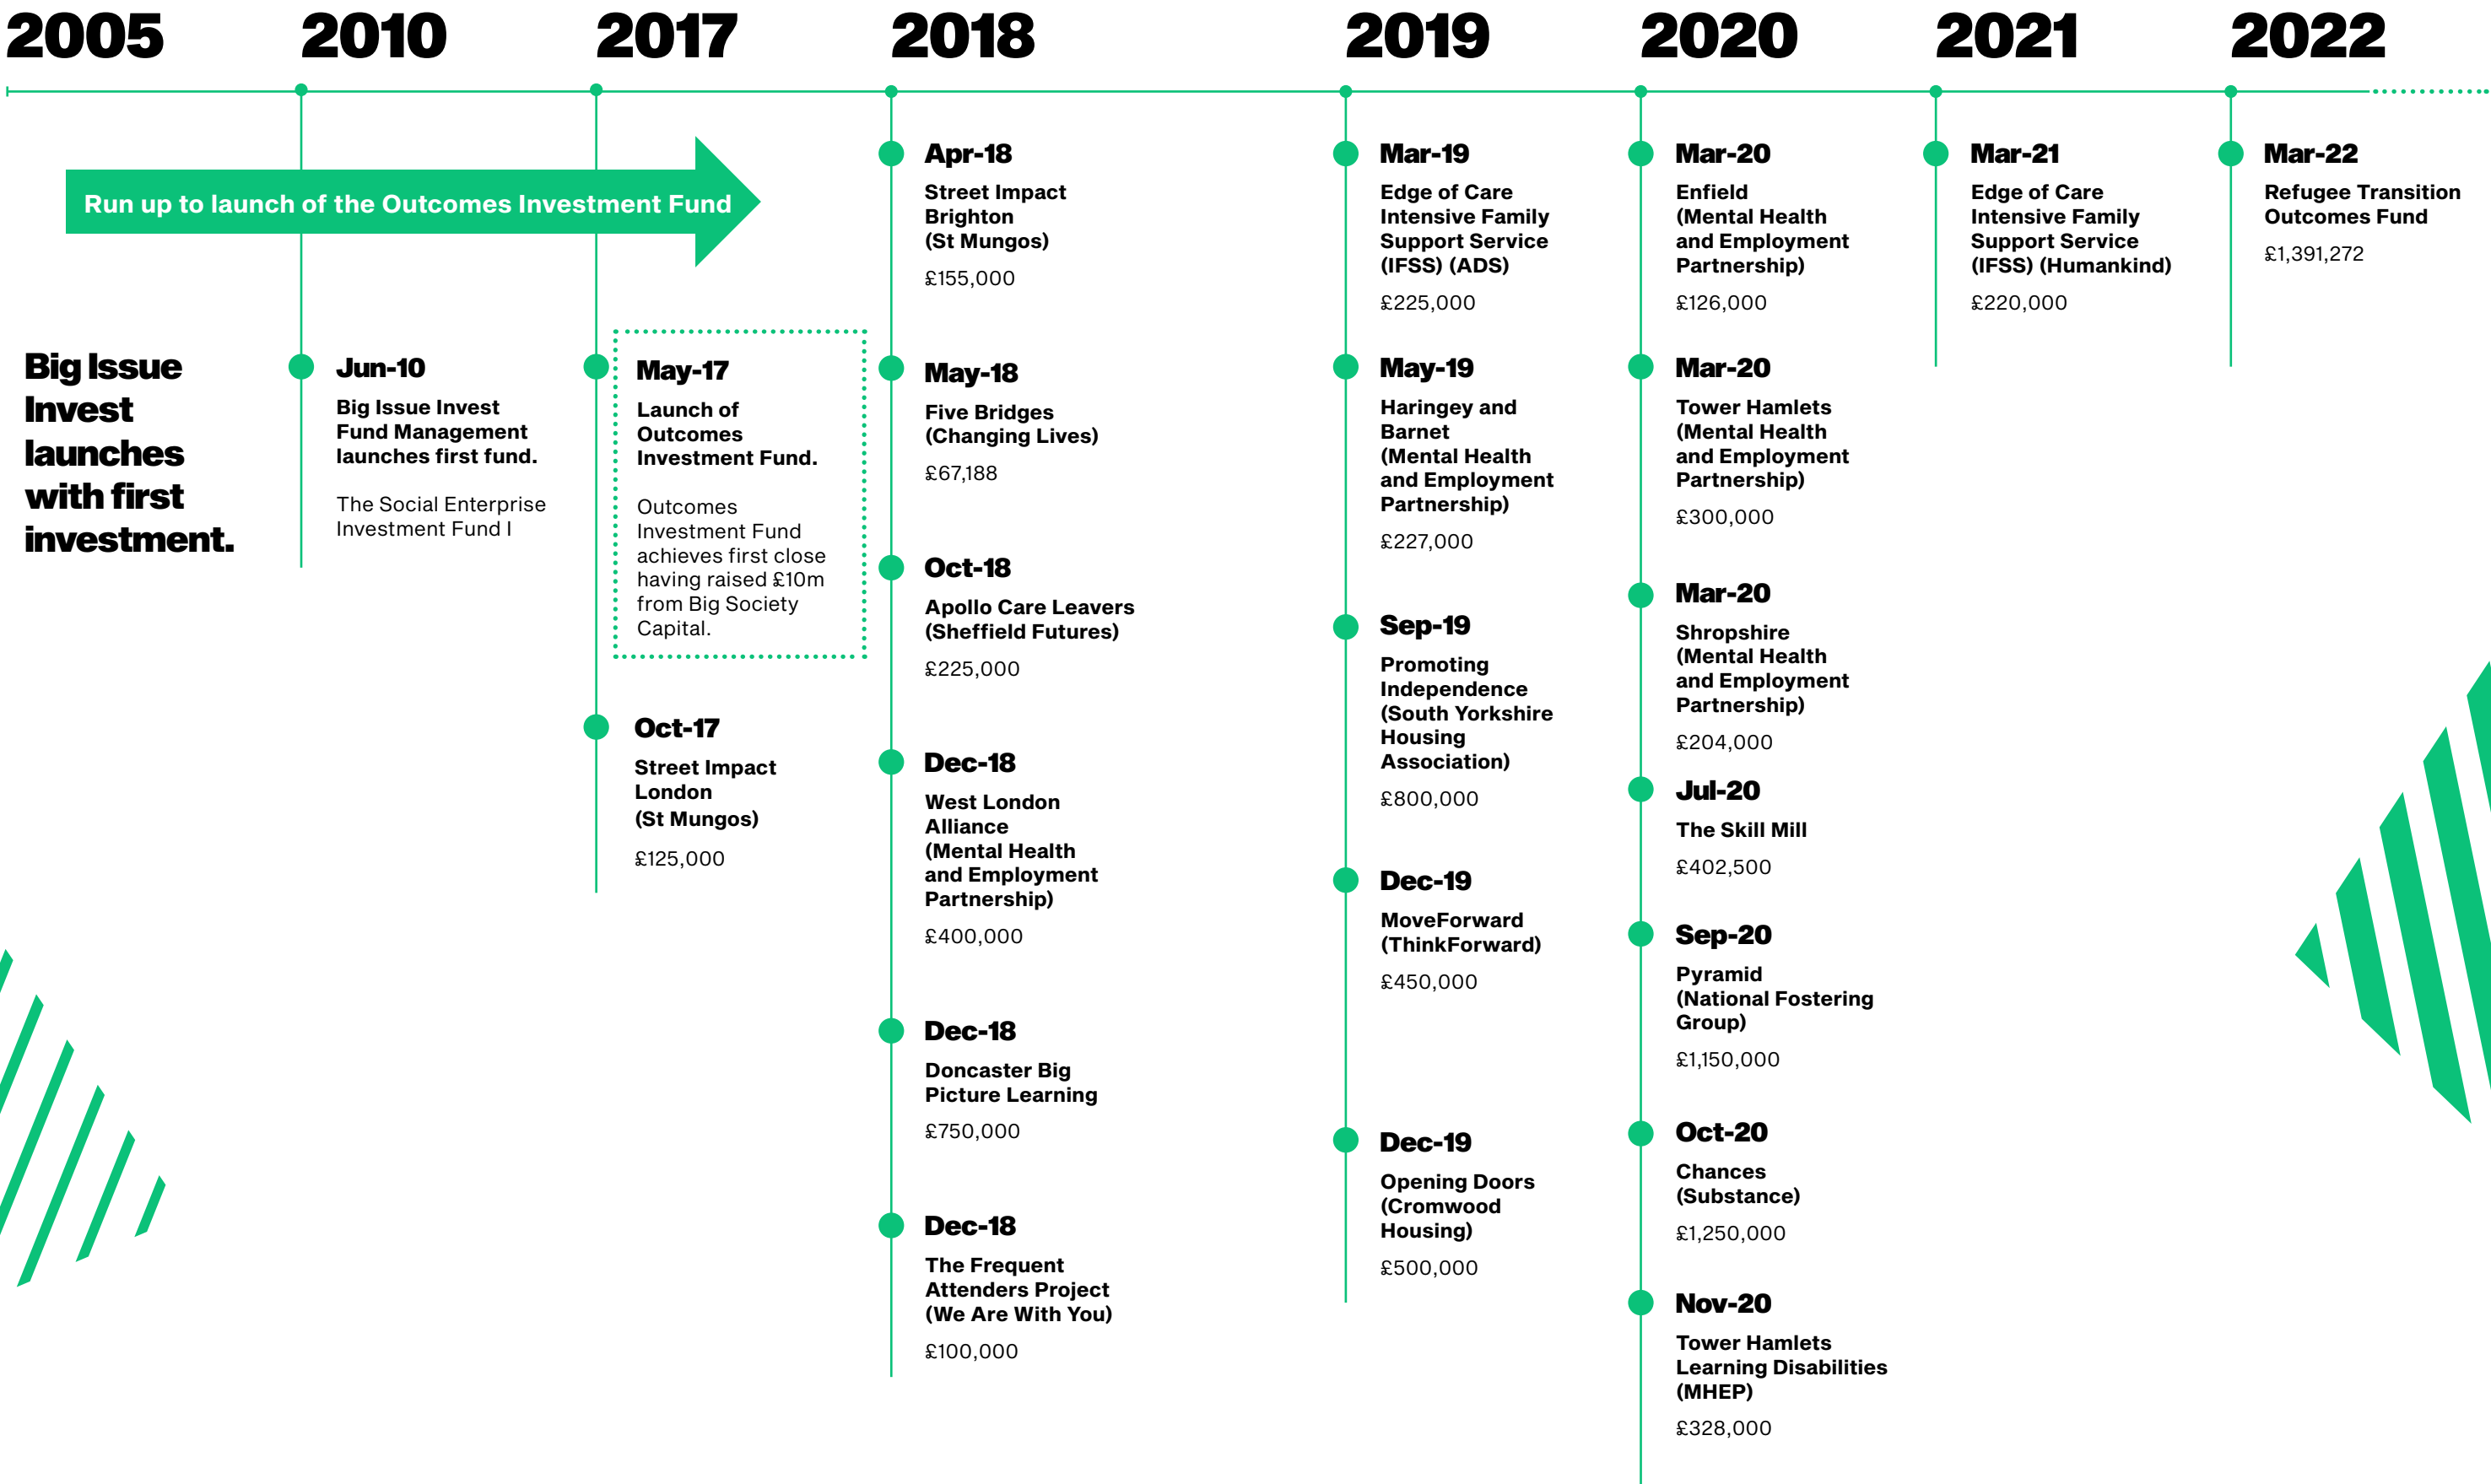 2005
2010
2017
2018
2019
2020
2021
2022
Run up to launch of the Outcomes Investment Fund
Big Issue
Invest
launches
with first
investment.
Jun-10
Big Issue Invest
Fund Management
launches first fund.
The Social Enterprise
Investment Fund I
May-17
Launch of
Outcomes
Investment Fund.
Outcomes
Investment Fund
achieves first close
having raised £10m
from Big Society
Capital.
Oct-17
Street Impact
London
(St Mungos)
£125,000
Apr-18
Street Impact
Brighton
(St Mungos)
£155,000
May-18
Five Bridges
(Changing Lives)
£67,188
Oct-18
Apollo Care Leavers
(Sheffield Futures)
£225,000
Dec-18
West London
Alliance
(Mental Health
and Employment
Partnership)
£400,000
Dec-18
Doncaster Big
Picture Learning
£750,000
Dec-18
The Frequent
Attenders Project
(We Are With You)
£100,000
Mar-19
Edge of Care
Intensive Family
Support Service
(IFSS) (ADS)
£225,000
May-19
Haringey and
Barnet
(Mental Health
and Employment
Partnership)
£227,000
Sep-19
Promoting
Independence
(South Yorkshire
Housing
Association)
£800,000
Dec-19
MoveForward
(ThinkForward)
£450,000
Dec-19
Opening Doors
(Cromwood
Housing)
£500,000
Mar-20
Enfield
(Mental Health
and Employment
Partnership)
£126,000
Mar-20
Tower Hamlets
(Mental Health
and Employment
Partnership)
£300,000
Mar-20
Shropshire
(Mental Health
and Employment
Partnership)
£204,000
Jul-20
The Skill Mill
£402,500
Sep-20
Pyramid
(National Fostering
Group)
£1,150,000
Oct-20
Chances
(Substance)
£1,250,000
Nov-20
Tower Hamlets
Learning Disabilities
(MHEP)
£328,000
Mar-21
Edge of Care
Intensive Family
Support Service
(IFSS) (Humankind)
£220,000
Mar-22
Refugee Transition
Outcomes Fund
£1,391,272